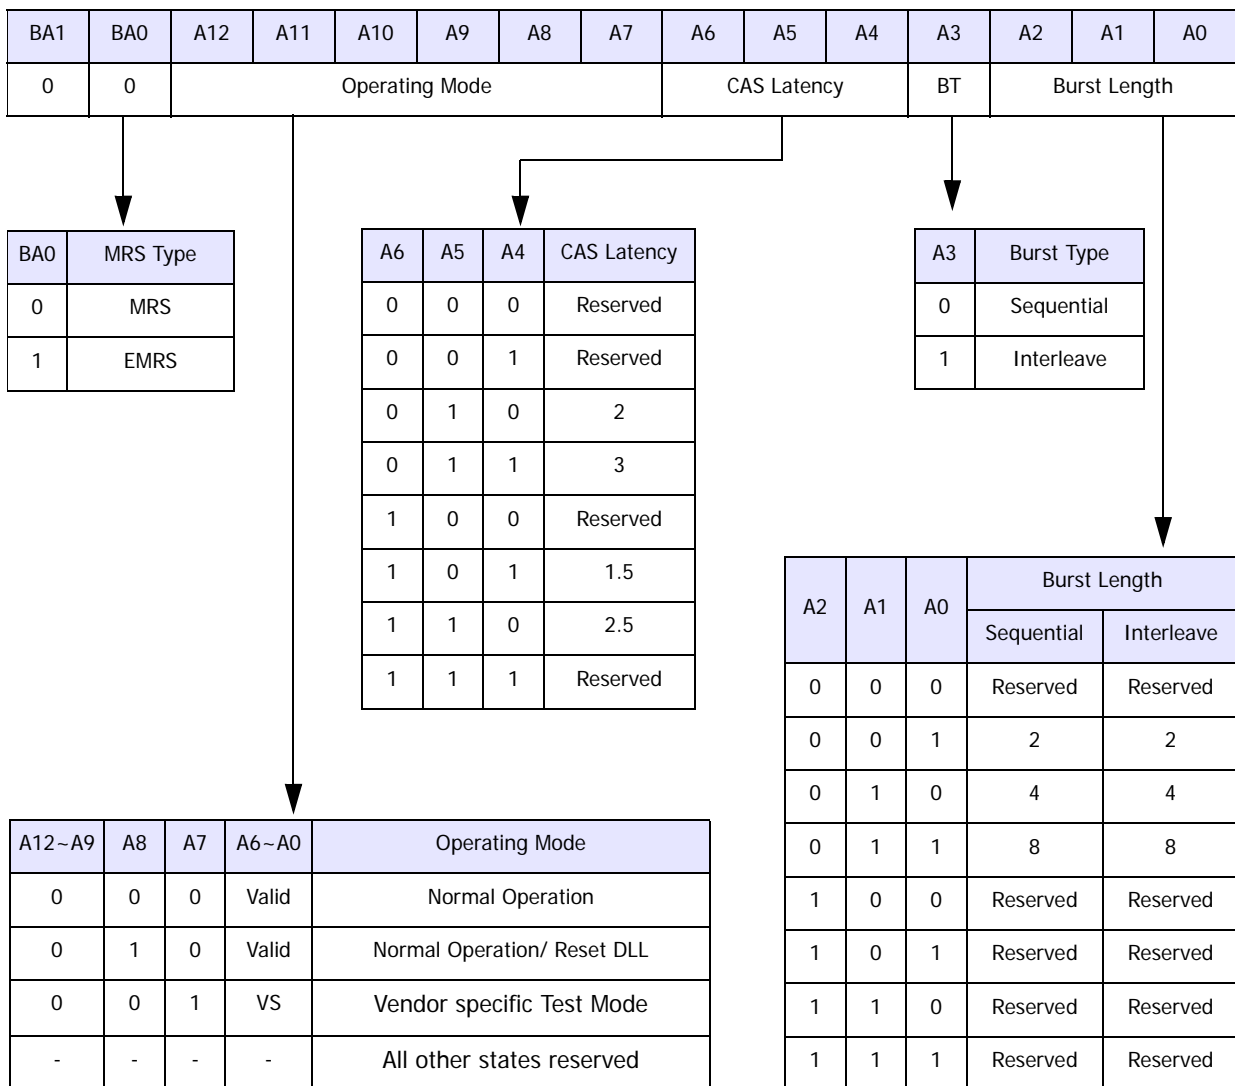 BA1 BA0 A12 A11 A10 A9 A8 A7 A6 A5 A4 A3 A2 A1 A0
0 0 Operating Mode CAS Latency BT Burst Length
BA0 MRS Type
0 MRS
1 EMRS
A6 A5 A4 CAS Latency
0 0 0 Reserved
0 0 1 Reserved
0 1 0 2
0 1 1 3
1 0 0 Reserved
1 0 1 1.5
1 1 0 2.5
1 1 1 Reserved
A3 Burst Type
0 Sequential
1 Interleave
A2 A1 A0 Burst Length
Sequential Interleave
0 0 0 Reserved Reserved
0 0 1 2 2
0 1 0 4 4
0 1 1 8 8
1 0 0 Reserved Reserved
1 0 1 Reserved Reserved
1 1 0 Reserved Reserved
1 1 1 Reserved Reserved
A12~A9 A8 A7 A6~A0 Operating Mode
0 0 0 Valid Normal Operation
0 1 0 Valid Normal Operation/ Reset DLL
0 0 1 VS Vendor specific Test Mode
- - - - All other states reserved